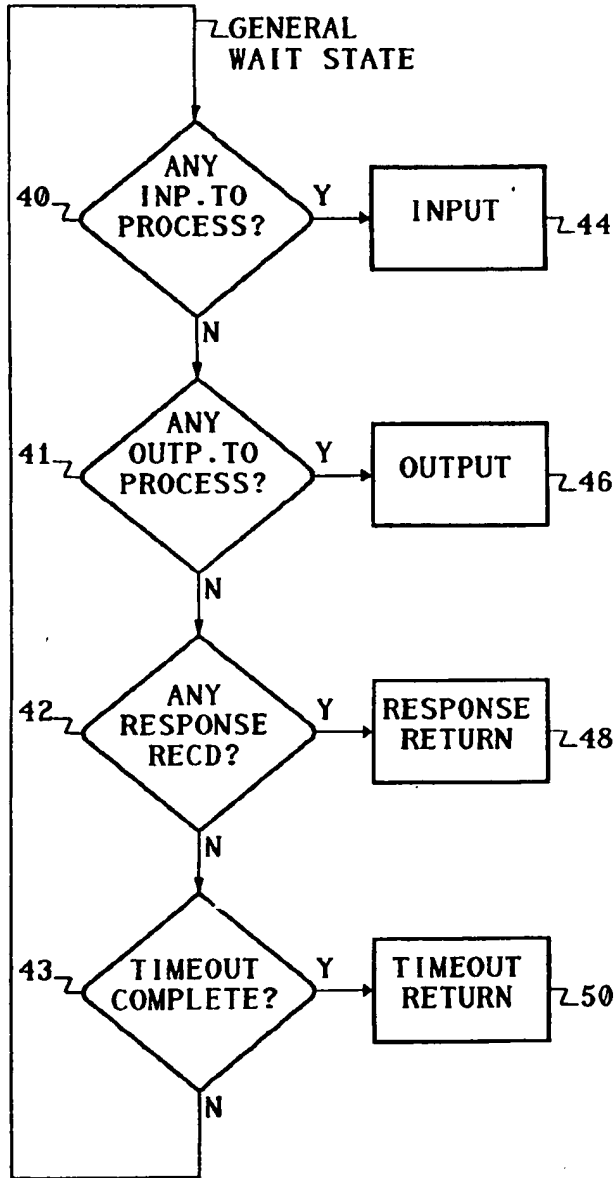 GENERAL
WAIT STATE
ANY
INP.TO
PROCESS?
40
Y
INPUT
44
N
ANY
OUTP.TO
PROCESS?
41
Y
OUTPUT
46
N
ANY
RESPONSE
RECD?
42
Y
RESPONSE
RETURN
48
N
TIMEOUT
COMPLETE?
43
Y
TIMEOUT
RETURN
50
N